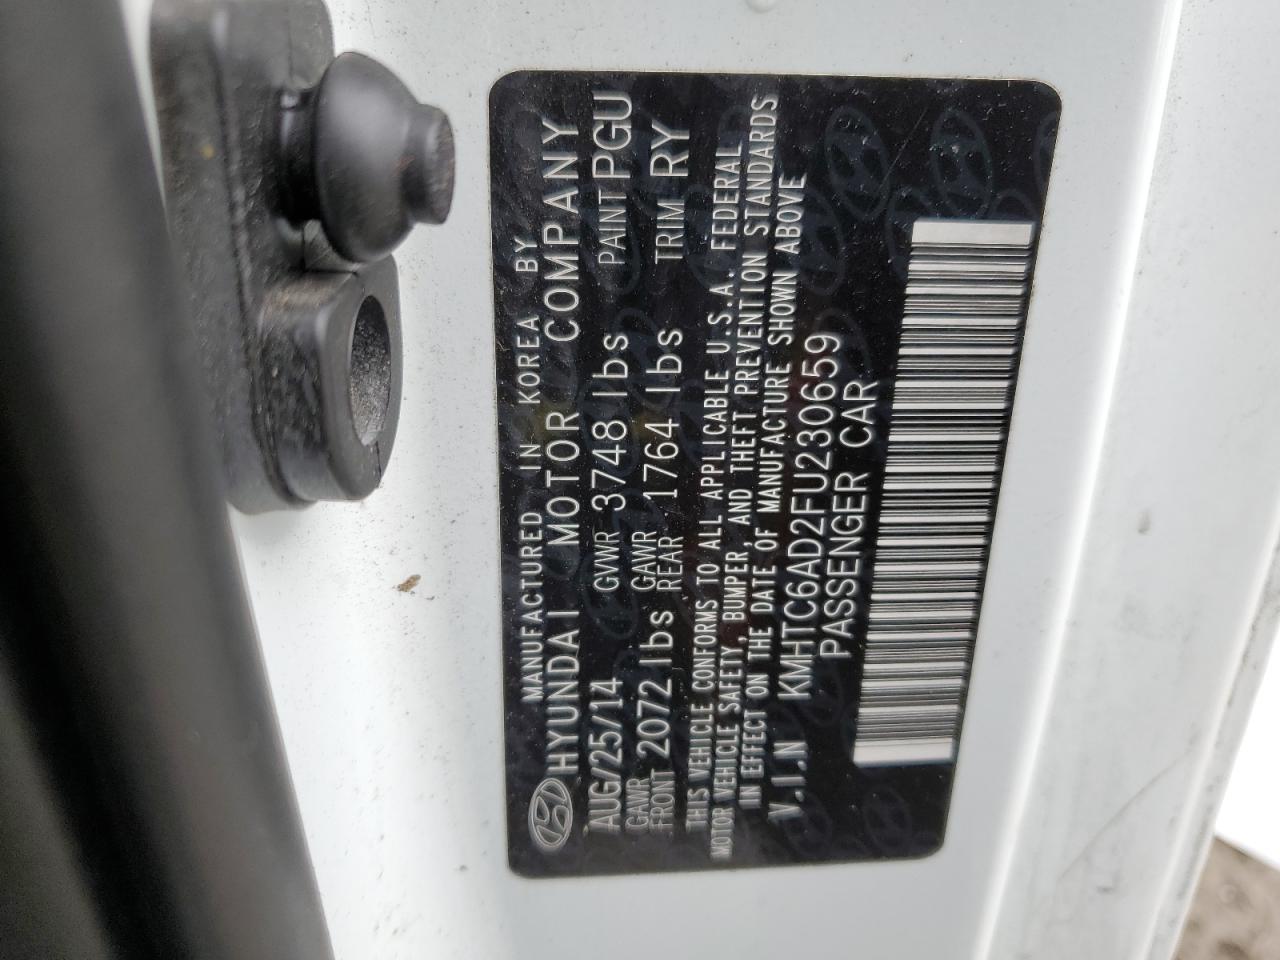 MANUFACTURED IN KOREA BY
HYUNDAI MOTOR COMPANY
AUG/25/14 GVWR 3748 lbs PAINT PGU
GAWR FRONT 2072 lbs GAWR REAR 1764 lbs TRIM RY
THIS VEHICLE CONFORMS TO ALL APPLICABLE U.S.A. FEDERAL
MOTOR VEHICLE SAFETY, BUMPER, AND THEFT PREVENTION STANDARDS
IN EFFECT ON THE DATE OF MANUFACTURE SHOWN ABOVE
V.I.N KMHTC6AD2FU230659
PASSENGER CAR